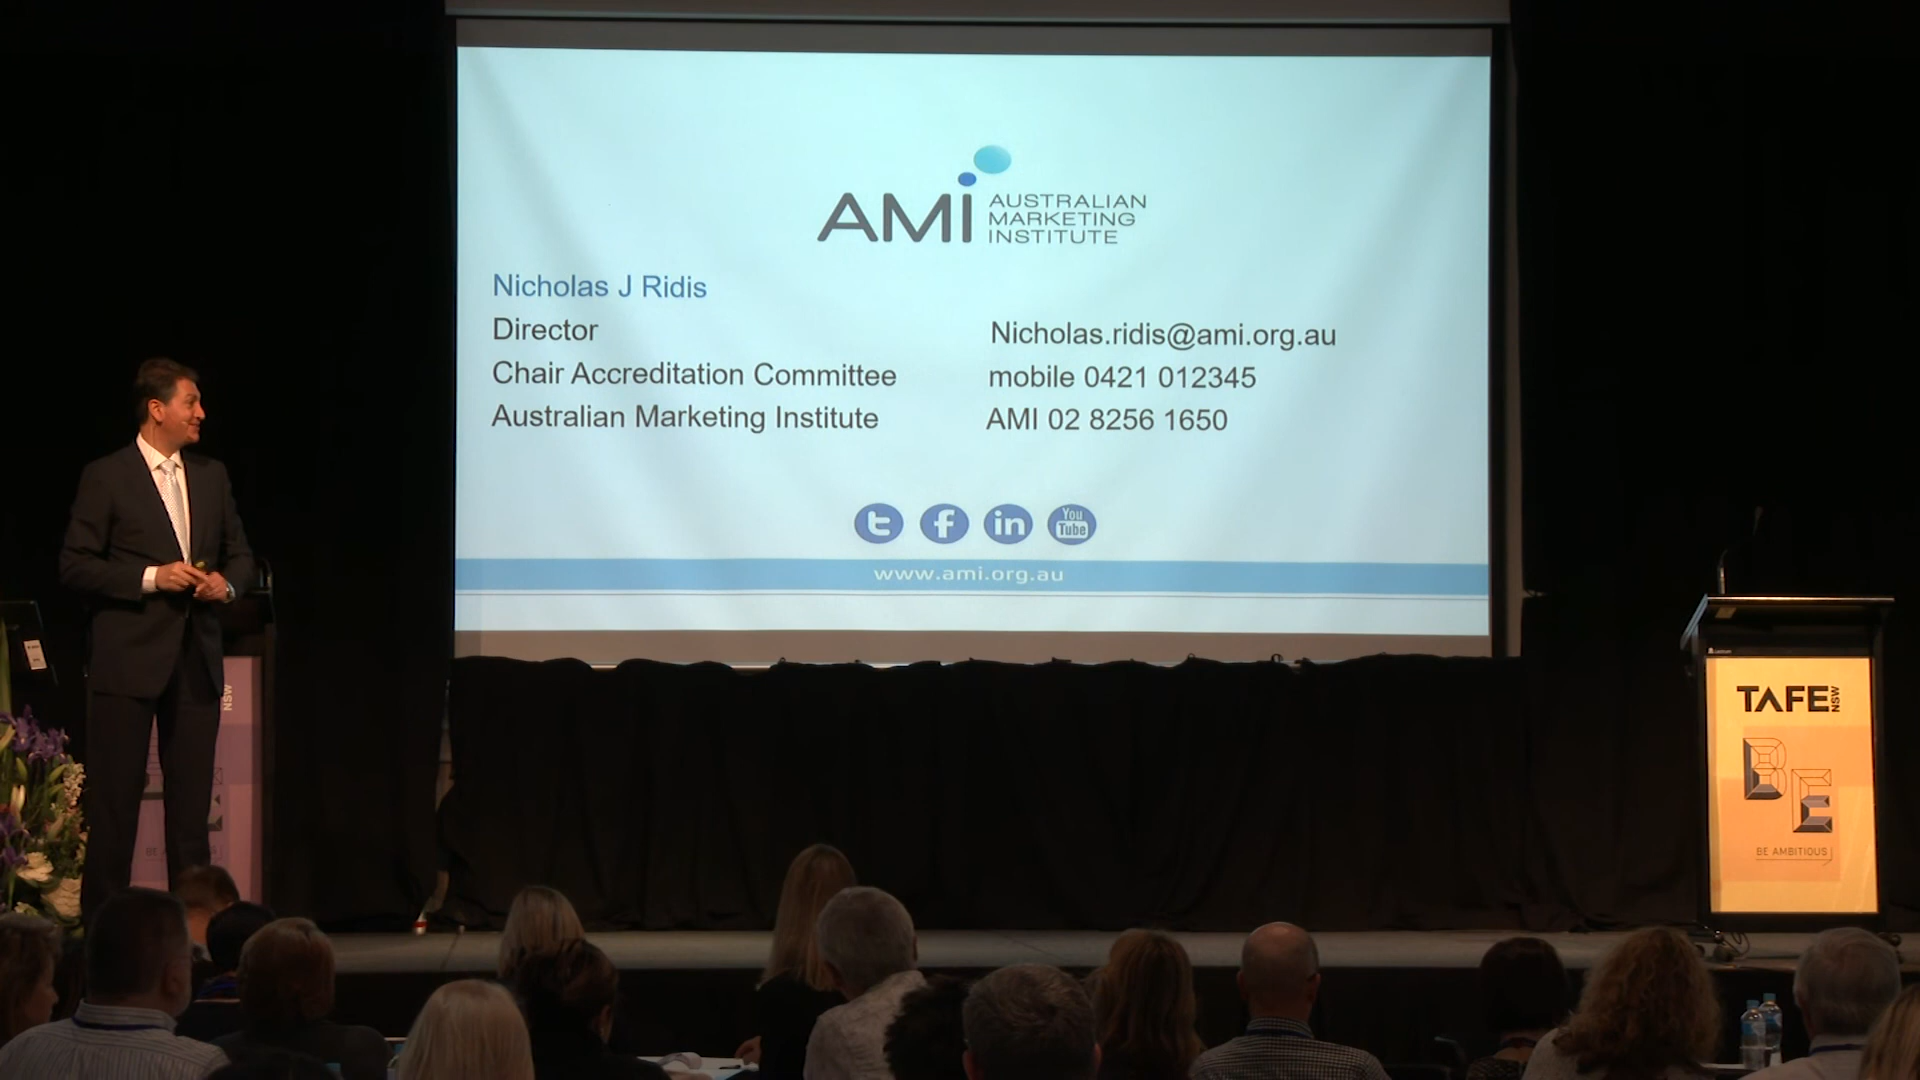 AMI AUSTRALIAN
MARKETING
INSTITUTE
Nicholas J Ridis
Director
Chair Accreditation Committee
Australian Marketing Institute
Nicholas.ridis@ami.org.au
mobile 0421 012345
AMI 02 8256 1650
You
Tube
www.ami.org.au
NSW
TAFE NSW
BE
BE AMBITIOUS